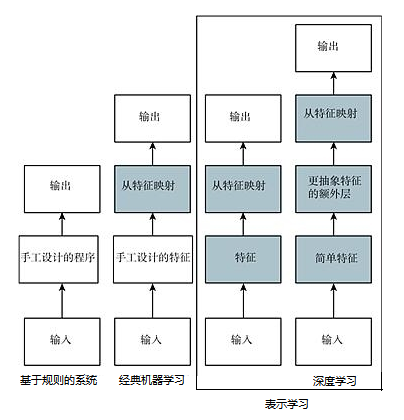 输出
输出
输出
从特征映射
输出
从特征映射
从特征映射
更抽象特征
的额外层
手工设计的程序
手工设计的特征
特征
简单特征
输入
输入
输入
输入
基于规则的系统
经典机器学习
深度学习
表示学习